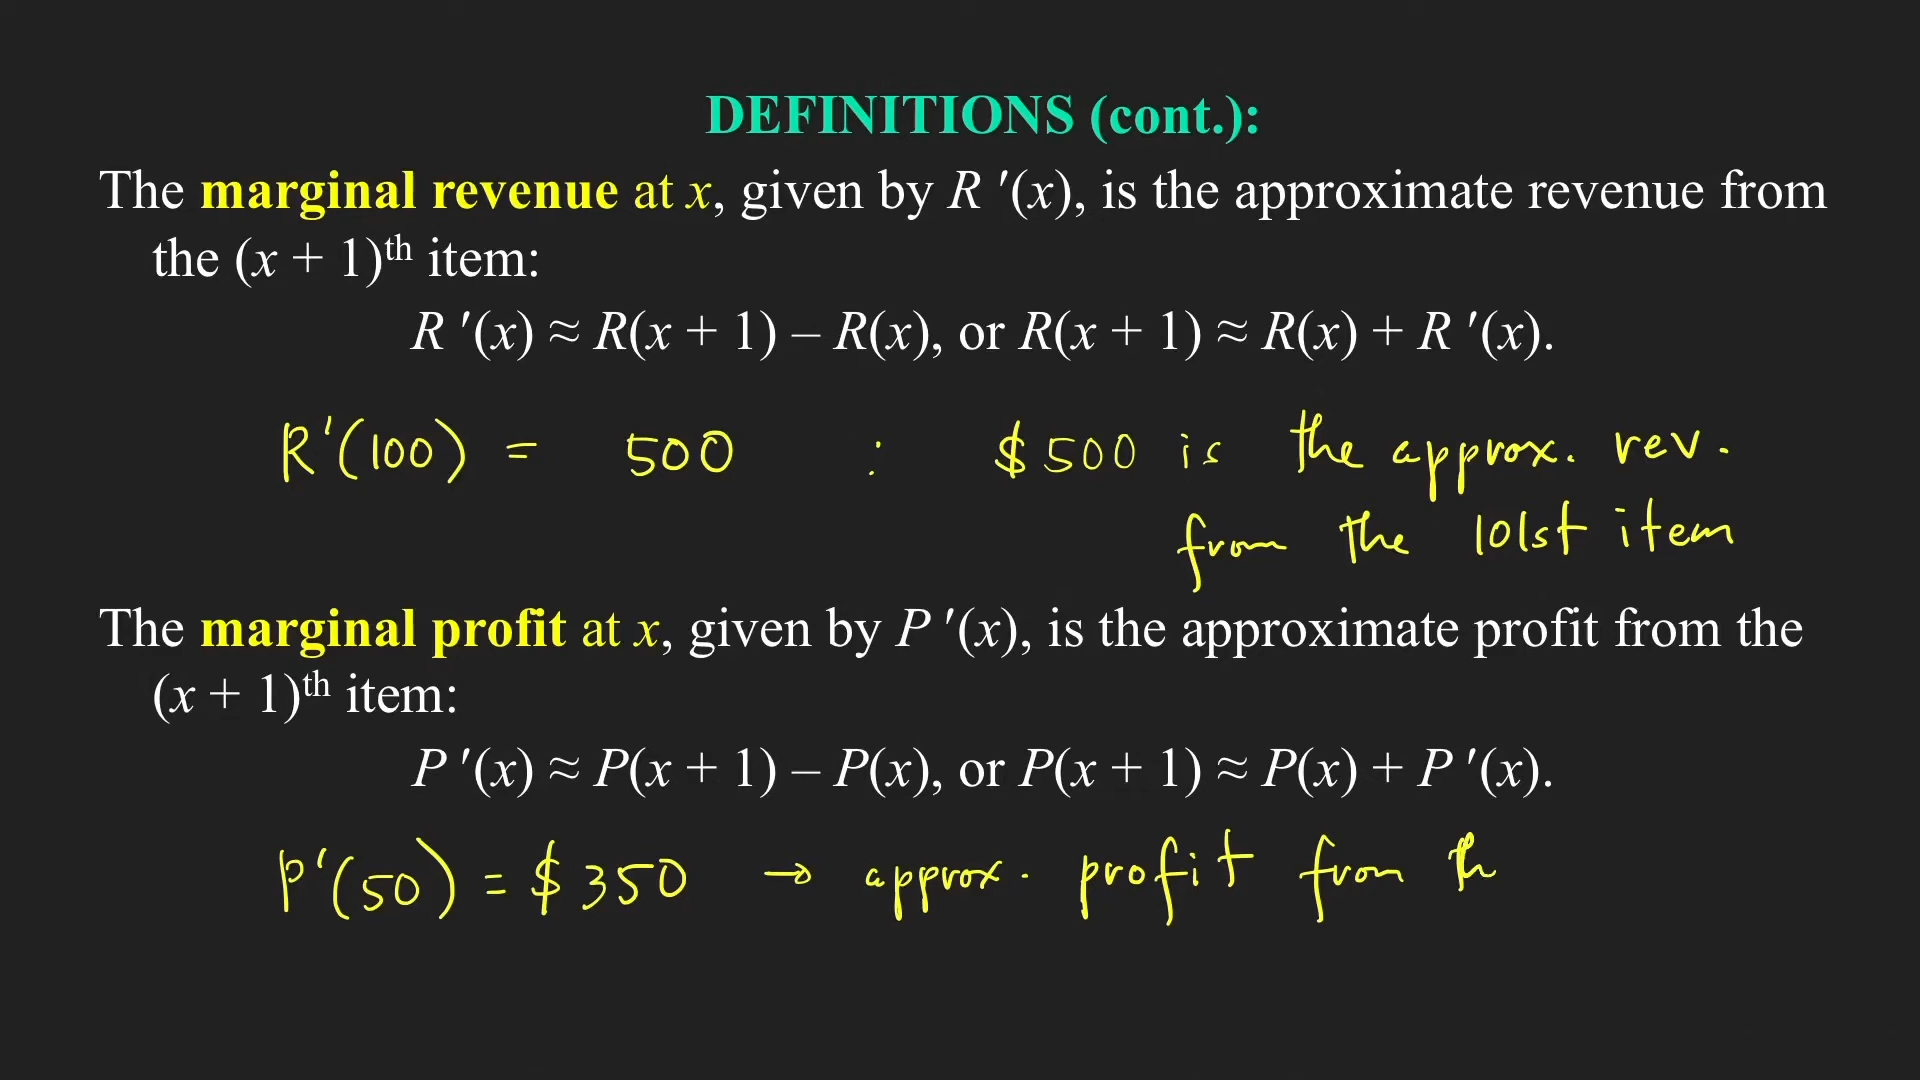 DEFINITIONS (cont.):
The marginal revenue at x, given by R ′(x), is the approximate revenue from
the (x + 1)th item:
R ′(x) ≈ R(x + 1) – R(x), or R(x + 1) ≈ R(x) + R ′(x).
R'(100) = 500 : $500 is the approx. rev.
from the 101st item
The marginal profit at x, given by P ′(x), is the approximate profit from the
(x + 1)th item:
P ′(x) ≈ P(x + 1) – P(x), or P(x + 1) ≈ P(x) + P ′(x).
P'(50) = $350 → approx. profit from th